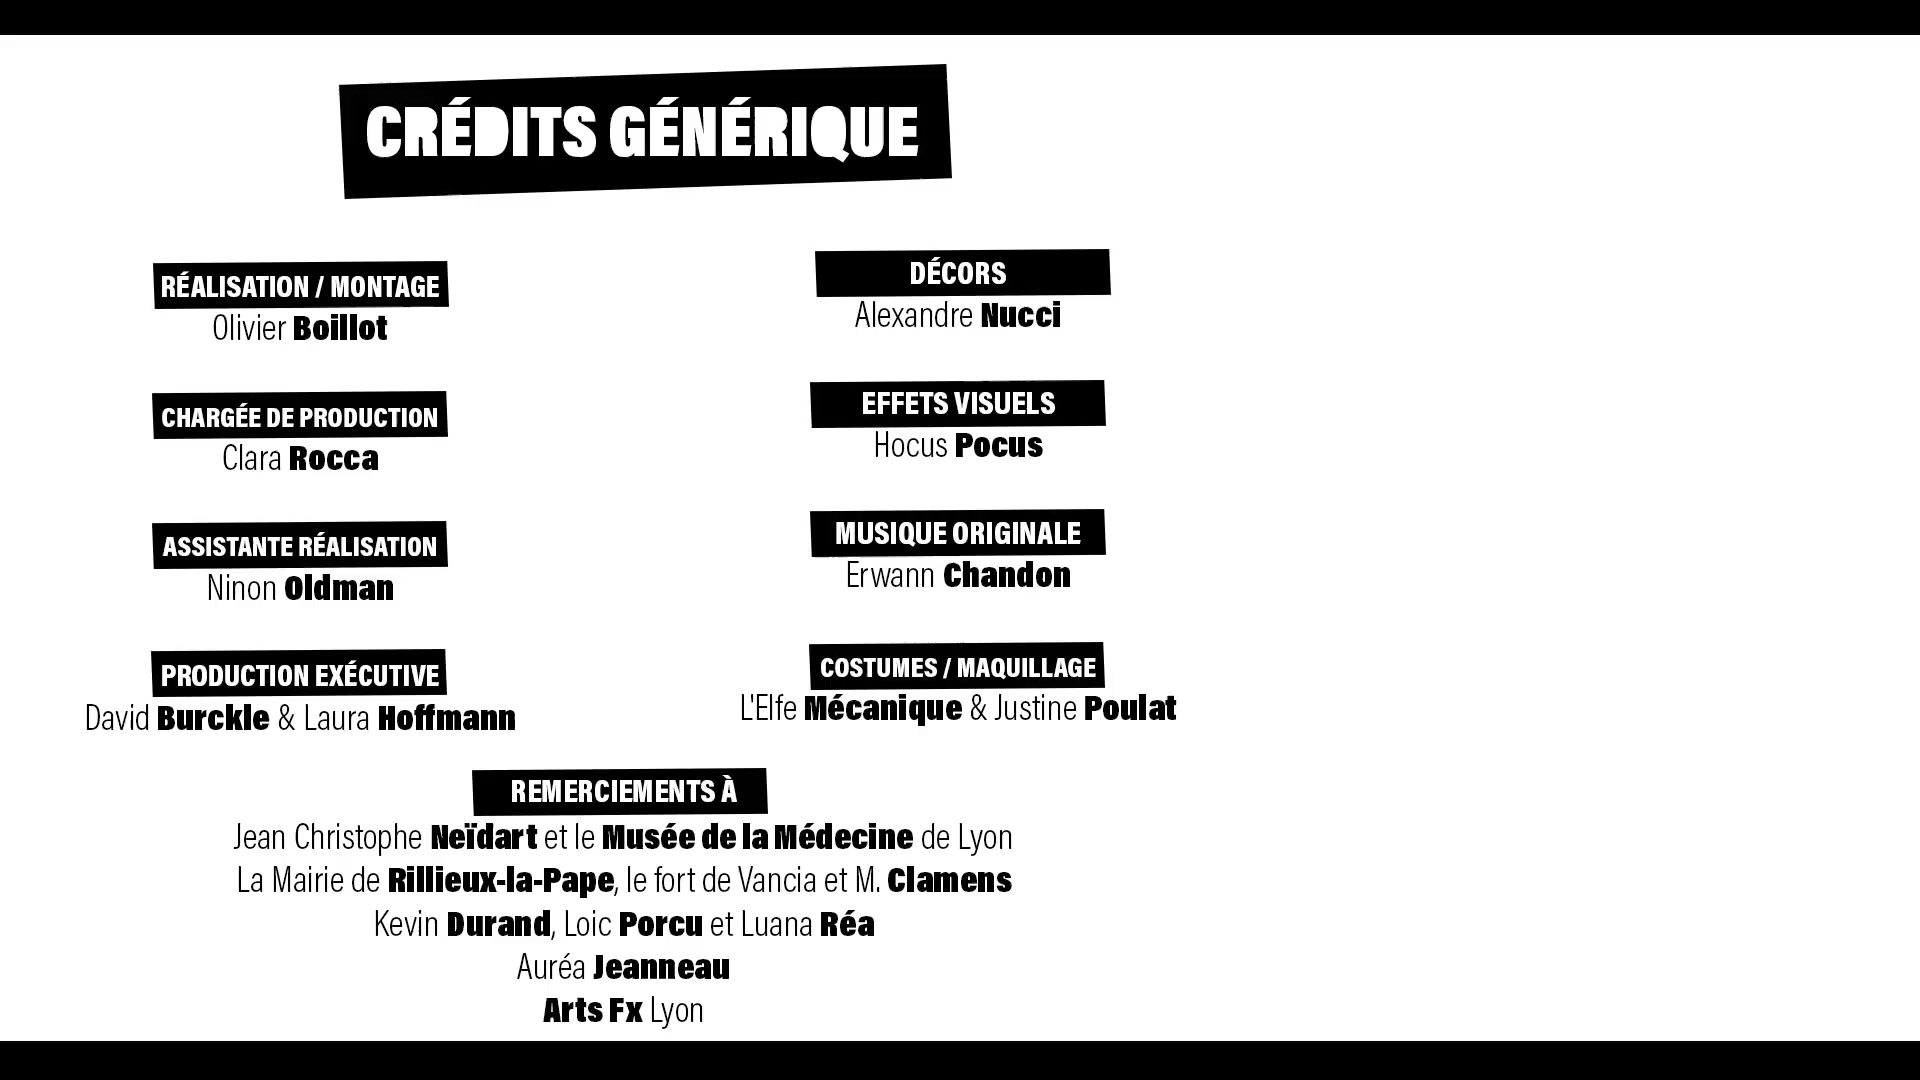 CRÉDITS GÉNÉRIQUE
RÉALISATION / MONTAGE
Olivier Boillot
CHARGÉE DE PRODUCTION
Clara Rocca
ASSISTANTE RÉALISATION
Ninon Oldman
PRODUCTION EXÉCUTIVE
David Burckle & Laura Hoffmann
DÉCORS
Alexandre Nucci
EFFETS VISUELS
Hocus Pocus
MUSIQUE ORIGINALE
Erwann Chandon
COSTUMES / MAQUILLAGE
L'Elfe Mécanique & Justine Poulat
REMERCIEMENTS À
Jean Christophe Neïdart et le Musée de la Médecine de Lyon
La Mairie de Rillieux-la-Pape, le fort de Vancia et M. Clamens
Kevin Durand, Loic Porcu et Luana Réa
Auréa Jeanneau
Arts Fx Lyon